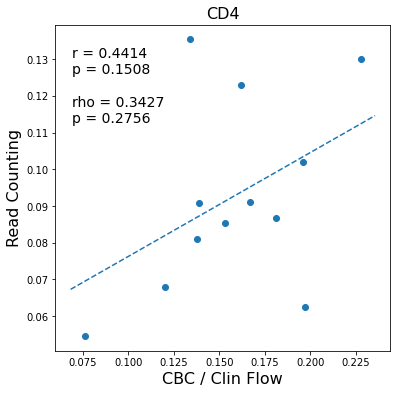 CD4
r = 0.4414
p = 0.1508
rho = 0.3427
p = 0.2756
Read Counting
0.13
0.12
0.11
0.10
0.09
0.08
0.07
0.06
0.075
0.100
0.125
0.150
0.175
0.200
0.225
CBC / Clin Flow